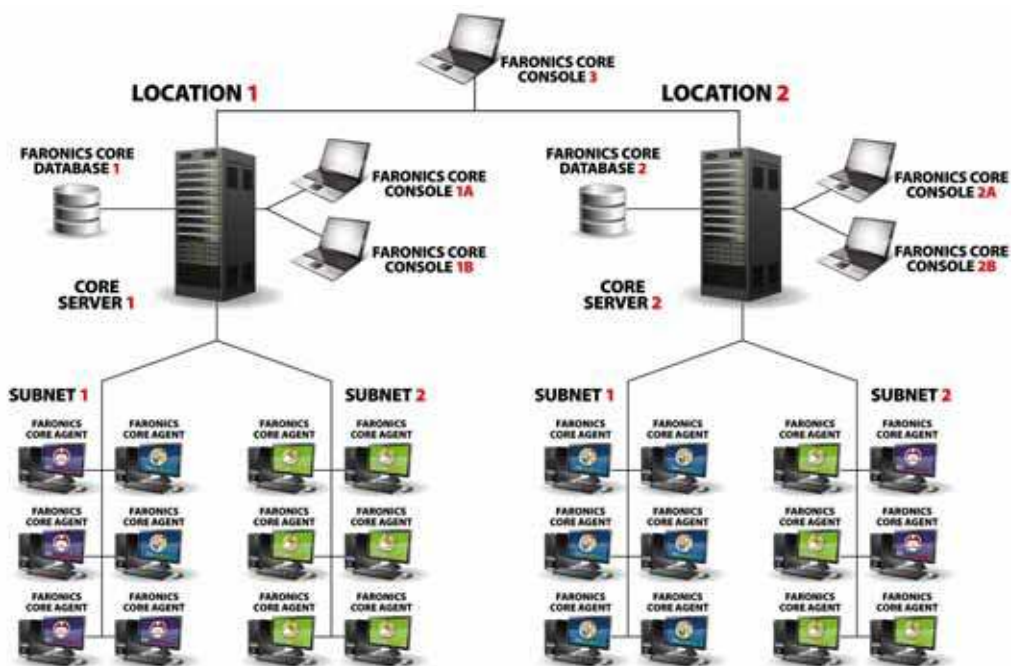 FARONICS CORE
CONSOLE 3
LOCATION 1
LOCATION 2
FARONICS CORE
DATABASE 1
FARONICS CORE
CONSOLE 1A
FARONICS CORE
CONSOLE 1B
CORE
SERVER 1
FARONICS CORE
DATABASE 2
FARONICS CORE
CONSOLE 2A
FARONICS CORE
CONSOLE 2B
CORE
SERVER 2
SUBNET 1
SUBNET 2
SUBNET 1
SUBNET 2
FARONICS
CORE AGENT
FARONICS
CORE AGENT
FARONICS
CORE AGENT
FARONICS
CORE AGENT
FARONICS
CORE AGENT
FARONICS
CORE AGENT
FARONICS
CORE AGENT
FARONICS
CORE AGENT
FARONICS
CORE AGENT
FARONICS
CORE AGENT
FARONICS
CORE AGENT
FARONICS
CORE AGENT
FARONICS
CORE AGENT
FARONICS
CORE AGENT
FARONICS
CORE AGENT
FARONICS
CORE AGENT
FARONICS
CORE AGENT
FARONICS
CORE AGENT
FARONICS
CORE AGENT
FARONICS
CORE AGENT
FARONICS
CORE AGENT
FARONICS
CORE AGENT
FARONICS
CORE AGENT
FARONICS
CORE AGENT